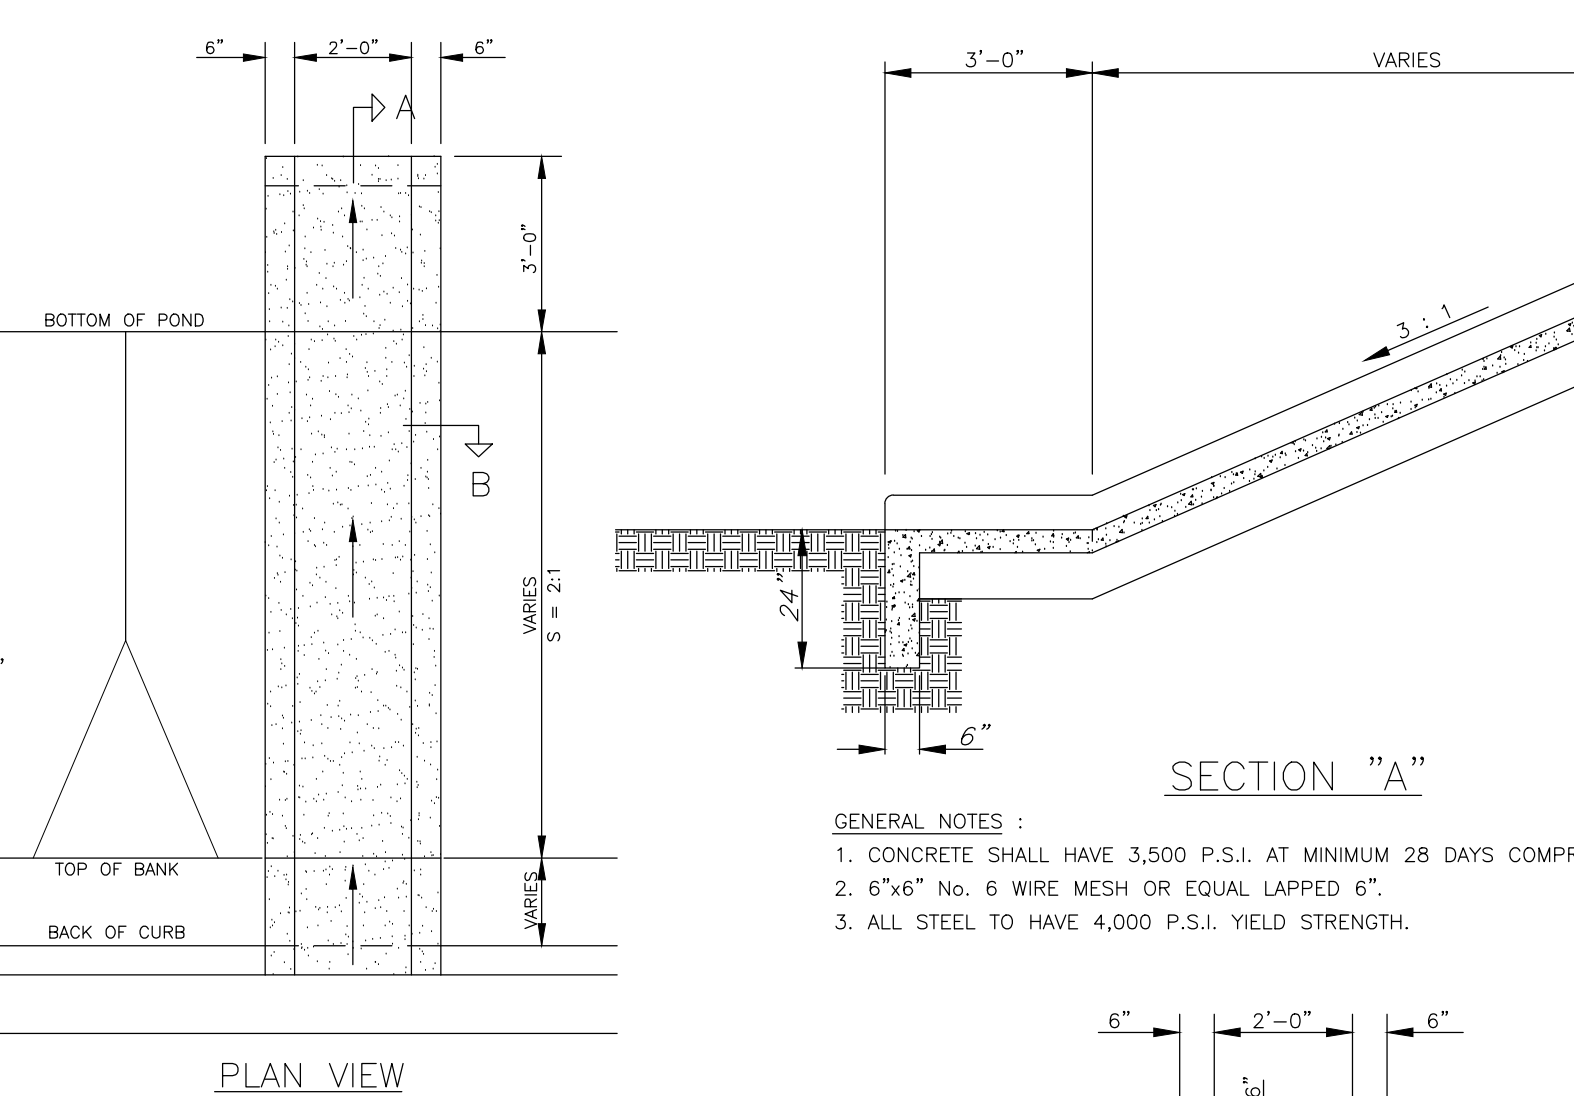 6" 2'-0" 6"
A
3'-0"
BOTTOM OF POND
B
VARIES
S = 2:1
TOP OF BANK
VARIES
BACK OF CURB
PLAN VIEW
3'-0" VARIES
3 : 1
24"
6"
SECTION "A"
GENERAL NOTES :
1. CONCRETE SHALL HAVE 3,500 P.S.I. AT MINIMUM 28 DAYS COMPR
2. 6"x6" No. 6 WIRE MESH OR EQUAL LAPPED 6".
3. ALL STEEL TO HAVE 4,000 P.S.I. YIELD STRENGTH.
6" 2'-0" 6"
6"